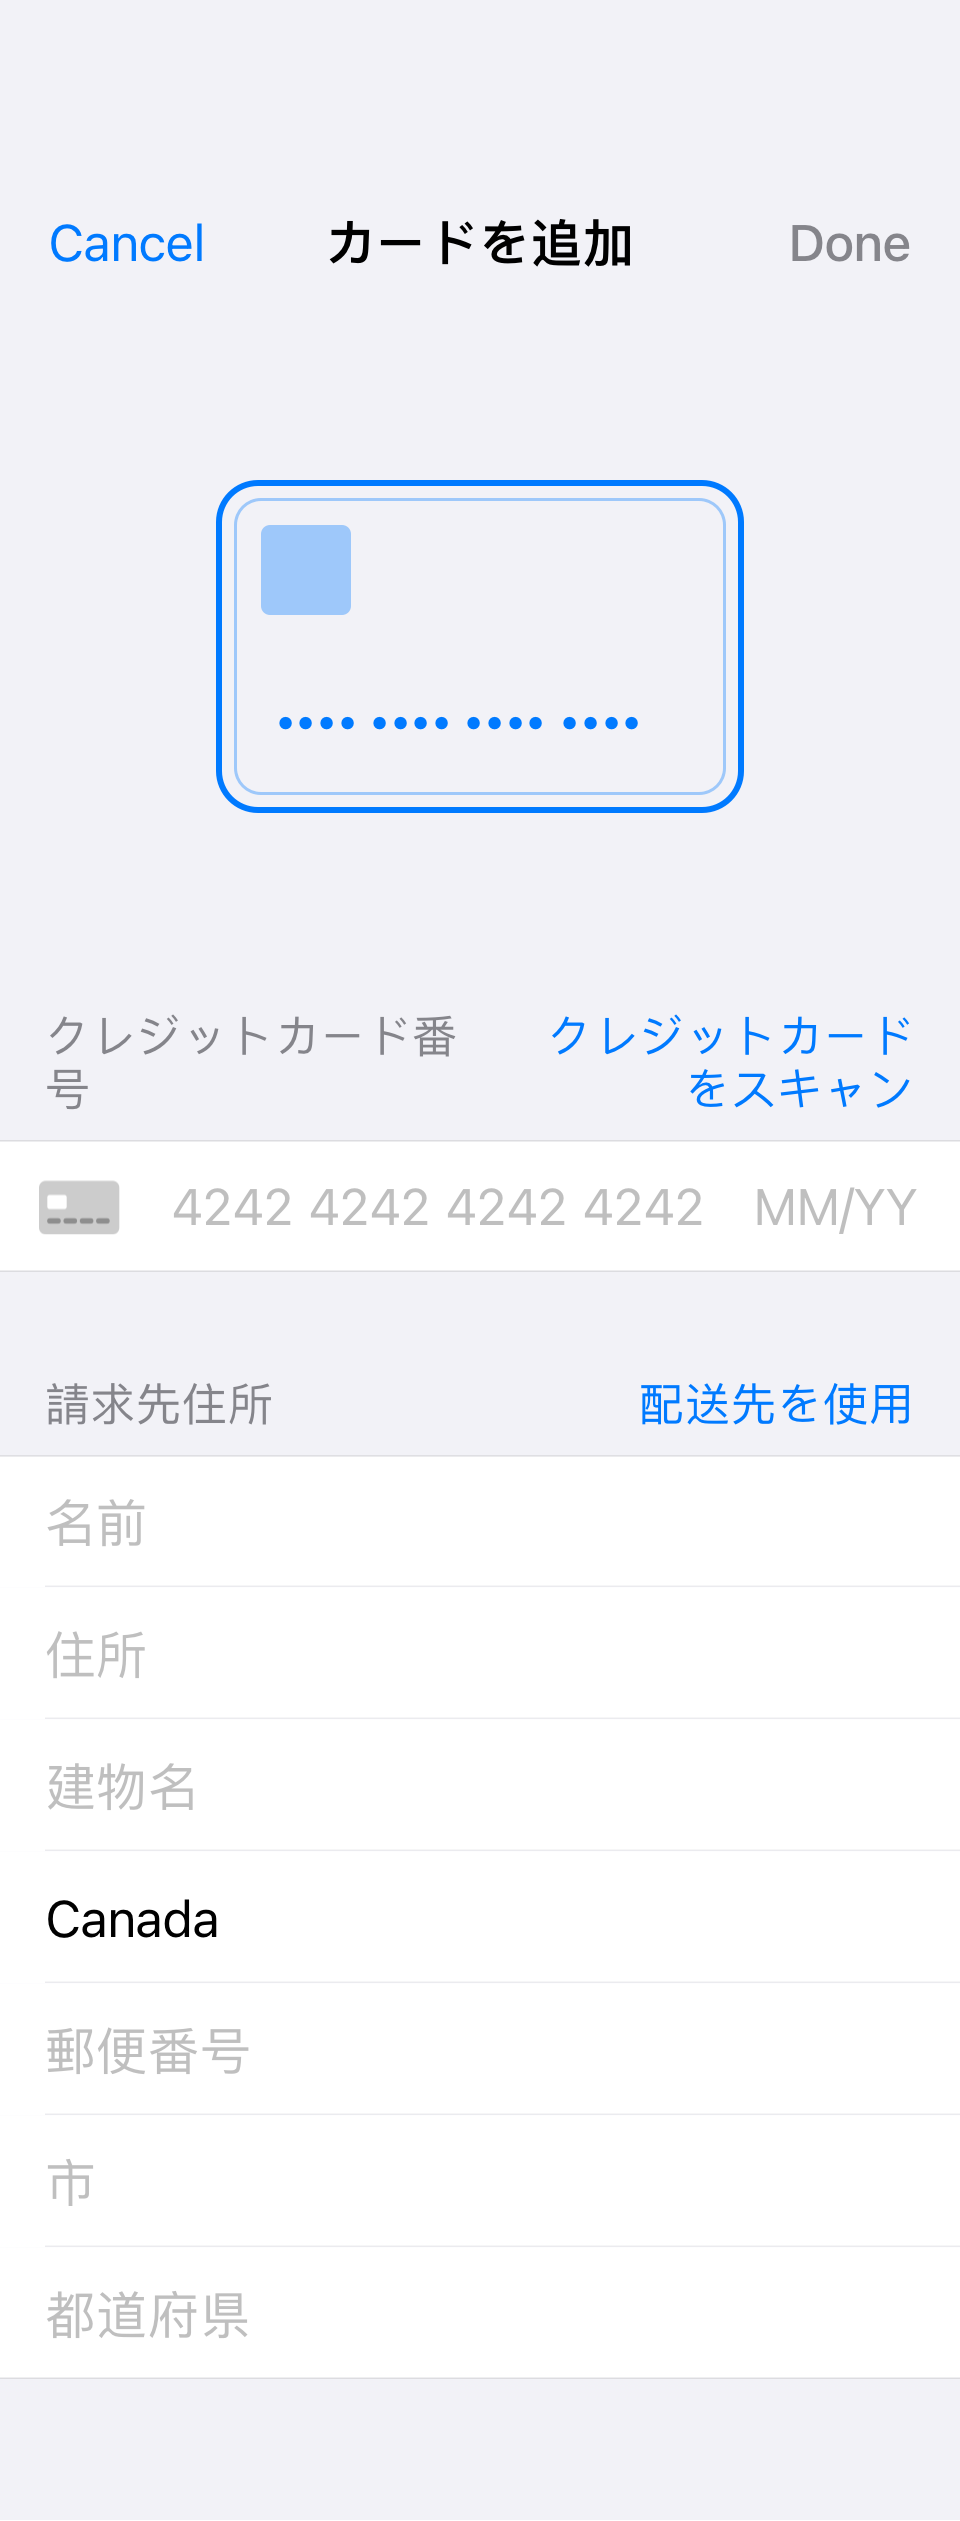 Cancel カードを追加 Done
クレジットカード番
号
クレジットカード
をスキャン
4242 4242 4242 4242 MM/YY
請求先住所 配送先を使用
名前
住所
建物名
Canada
郵便番号
市
都道府県